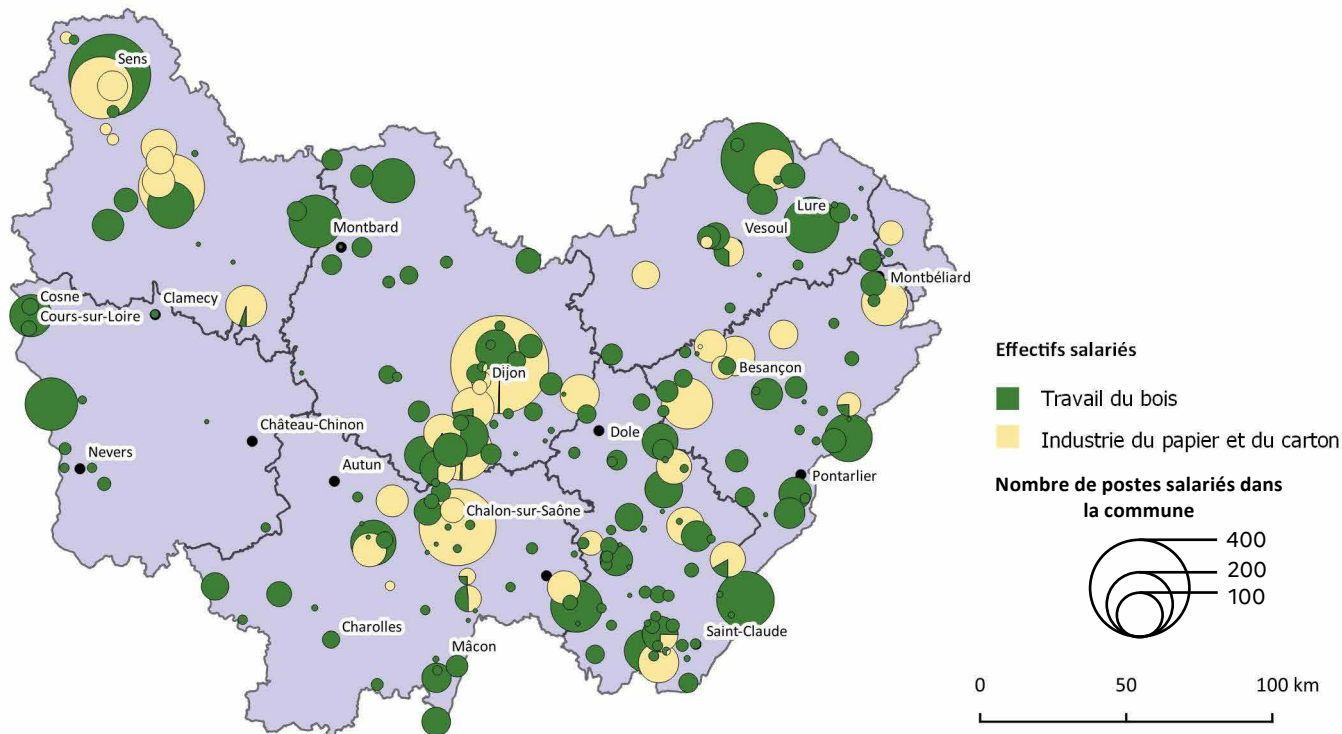 Sens
Montbard
Lure
Vesoul
Montbéliard
Cosne
Cours-sur-Loire
Clamecy
Dijon
Besançon
Château-Chinon
Nevers
Autun
Dole
Pontarlier
Chalon-sur-Saône
Charolles
Mâcon
Saint-Claude
Effectifs salariés
Travail du bois
Industrie du papier et du carton
Nombre de postes salariés dans
la commune
400
200
100
0 50 100 km